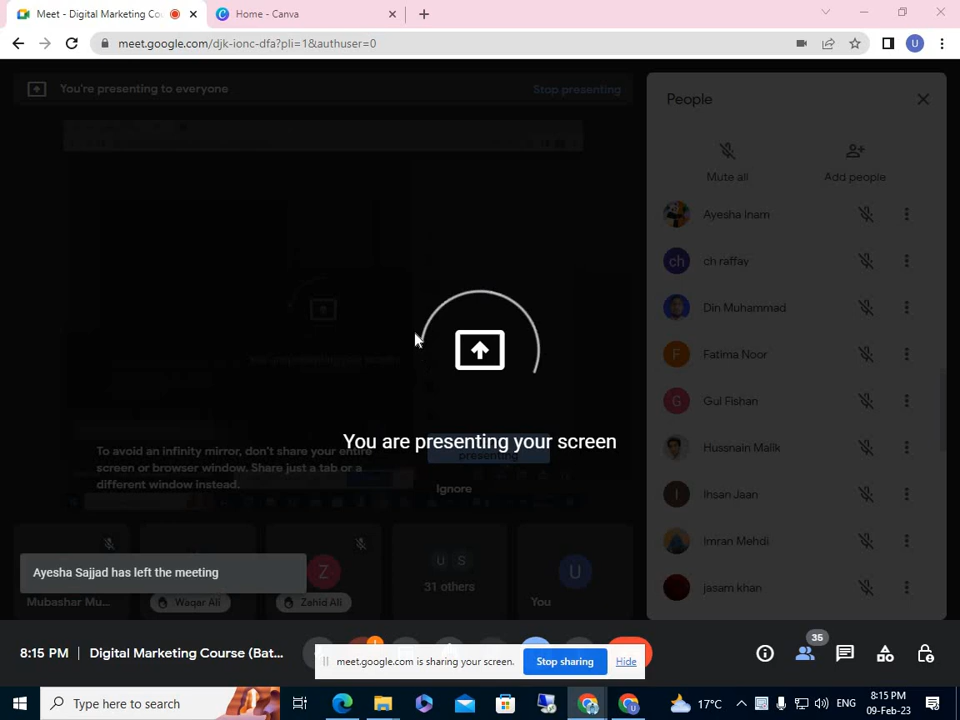 Meet - Digital Marketing Cou
Home - Canva
meet.google.com/djk-ionc-dfa?pli=1&authuser=0
U
You're presenting to everyone
Stop presenting
People
Mute all
Add people
Ayesha Inam
ch
ch raffay
Din Muhammad
F
Fatima Noor
G
Gul Fishan
Hussnain Malik
I
Ihsan Jaan
Imran Mehdi
jasam khan
You are presenting your screen
To avoid an infinity mirror, don't share your entire
screen or browser window. Share just a tab or a
different window instead.
presenting
Ignore
Ayesha Sajjad has left the meeting
Mubashar Mu...
Waqar Ali
Z
Zahid Ali
U S
31 others
U
You
8:15 PM
Digital Marketing Course (Bat...
meet.google.com is sharing your screen.
Stop sharing
Hide
35
Type here to search
U
17°C
ENG
8:15 PM
09-Feb-23